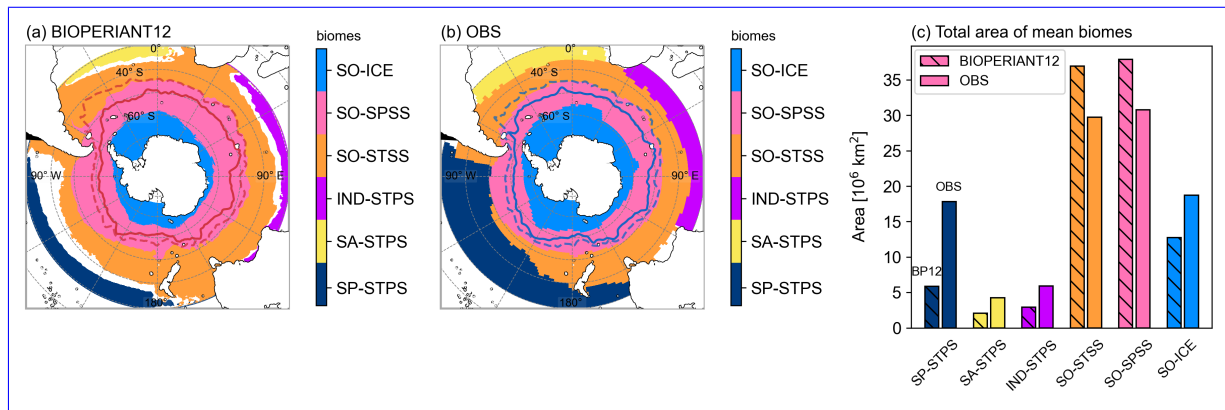 (a) BIOPERIANT12
biomes
0°
40° S
60° S
90° W
90° E
180°
SO-ICE
SO-SPSS
SO-STSS
IND-STPS
SA-STPS
SP-STPS
(b) OBS
biomes
0°
40° S
60° S
90° W
90° E
180°
SO-ICE
SO-SPSS
SO-STSS
IND-STPS
SA-STPS
SP-STPS
(c) Total area of mean biomes
BIOPERIANT12
OBS
Area [10⁶ km²]
35
30
25
20
15
10
5
0
OBS
BP12
SP-STPS
SA-STPS
IND-STPS
SO-STSS
SO-SPSS
SO-ICE